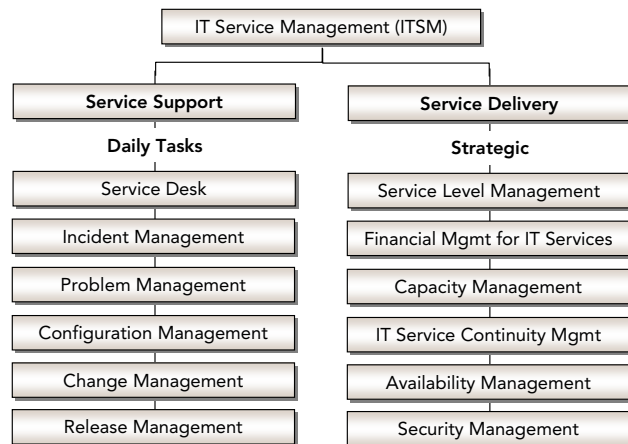 IT Service Management (ITSM)
Service Support
Daily Tasks
Service Desk
Incident Management
Problem Management
Configuration Management
Change Management
Release Management
Service Delivery
Strategic
Service Level Management
Financial Mgmt for IT Services
Capacity Management
IT Service Continuity Mgmt
Availability Management
Security Management